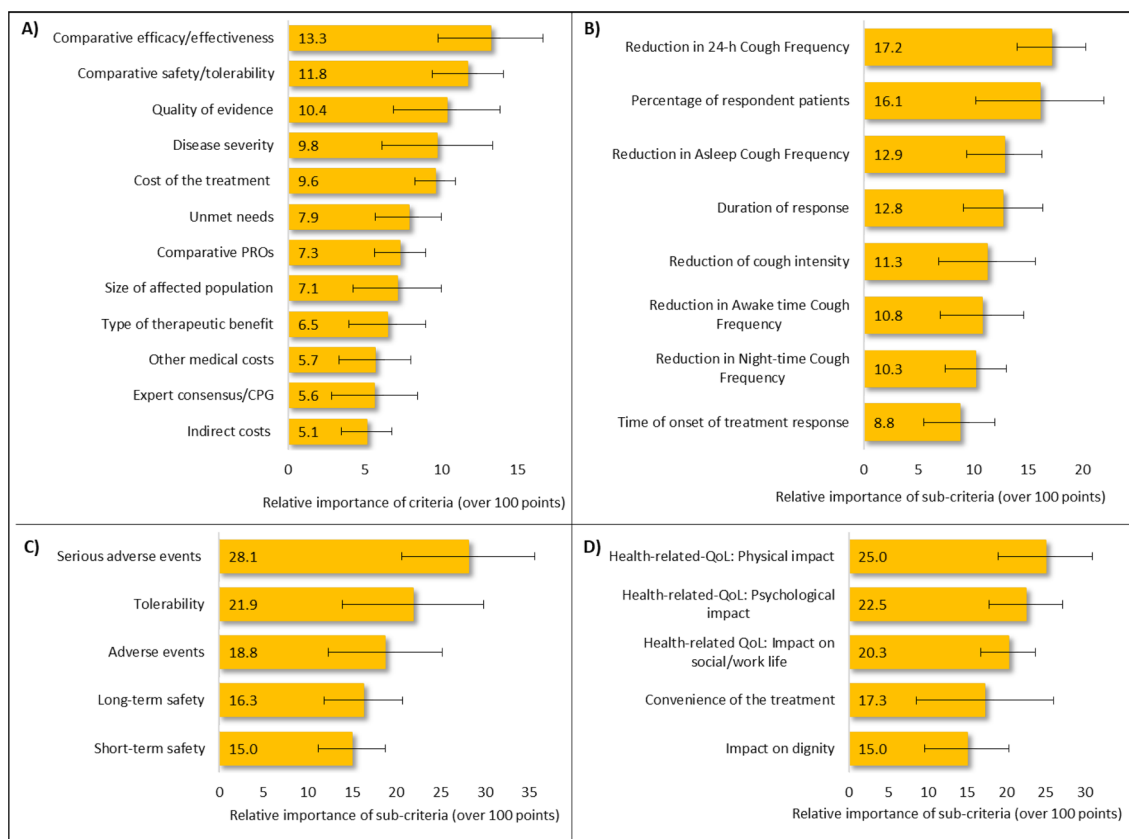 A)
Comparative efficacy/effectiveness 13.3
Comparative safety/tolerability 11.8
Quality of evidence 10.4
Disease severity 9.8
Cost of the treatment 9.6
Unmet needs 7.9
Comparative PROs 7.3
Size of affected population 7.1
Type of therapeutic benefit 6.5
Other medical costs 5.7
Expert consensus/CPG 5.6
Indirect costs 5.1
0 5 10 15
Relative importance of criteria (over 100 points)
B)
Reduction in 24-h Cough Frequency 17.2
Percentage of respondent patients 16.1
Reduction in Asleep Cough Frequency 12.9
Duration of response 12.8
Reduction of cough intensity 11.3
Reduction in Awake time Cough
Frequency 10.8
Reduction in Night-time Cough
Frequency 10.3
Time of onset of treatment response 8.8
0 5 10 15 20
Relative importance of sub-criteria (over 100 points)
C)
Serious adverse events 28.1
Tolerability 21.9
Adverse events 18.8
Long-term safety 16.3
Short-term safety 15.0
0 5 10 15 20 25 30 35
Relative importance of sub-criteria (over 100 points)
D)
Health-related-QoL: Physical impact 25.0
Health-related-QoL: Psychological
impact 22.5
Health-related QoL: Impact on
social/work life 20.3
Convenience of the treatment 17.3
Impact on dignity 15.0
0 5 10 15 20 25 30
Relative importance of sub-criteria (over 100 points)